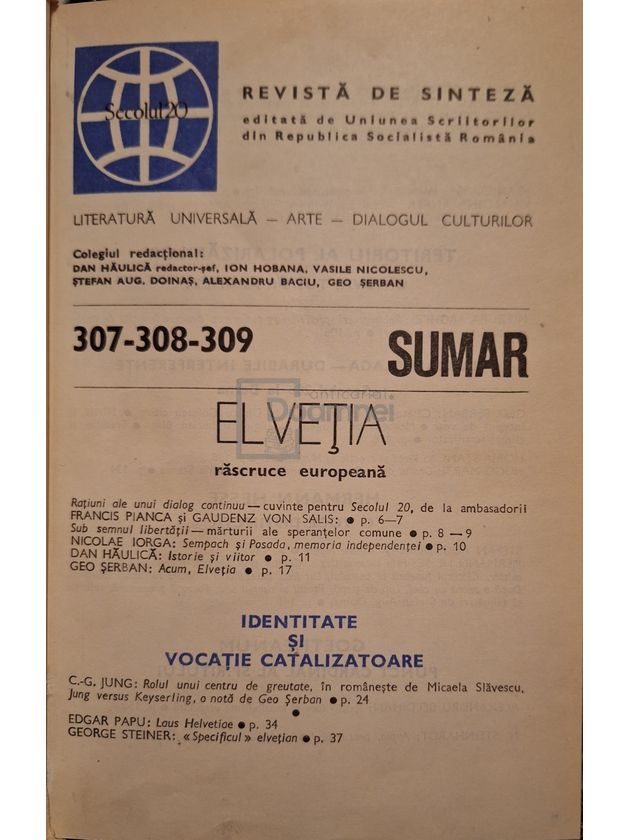 Secolul 20
REVISTĂ DE SINTEZĂ
editată de Uniunea Scriitorilor
din Republica Socialistă România
LITERATURĂ UNIVERSALĂ — ARTE — DIALOGUL CULTURILOR
Colegiul redacțional:
DAN HĂULICĂ redactor-șef, ION HOBANA, VASILE NICOLESCU,
ȘTEFAN AUG. DOINAȘ, ALEXANDRU BACIU, GEO ȘERBAN
307-308-309
SUMAR
anticariat
Doamnei
ELVEȚIA
răscruce europeană
Rațiuni ale unui dialog continuu — cuvinte pentru Secolul 20, de la ambasadorii
FRANCIS PIANCA și GAUDENZ VON SALIS: ● p. 6—7
Sub semnul libertății — mărturii ale speranțelor comune ● p. 8 — 9
NICOLAE IORGA: Sempach și Posada, memoria independenței ● p. 10
DAN HĂULICĂ: Istorie și viitor ● p. 11
GEO ȘERBAN: Acum, Elveția ● p. 17
IDENTITATE
ȘI
VOCAȚIE CATALIZATOARE
C.-G. JUNG: Rolul unui centru de greutate, în românește de Micaela Slăvescu,
Jung versus Keyserling, o notă de Geo Șerban ● p. 24
●
EDGAR PAPU: Laus Helvetiae ● p. 34
GEORGE STEINER: «Specificul» elvețian ● p. 37